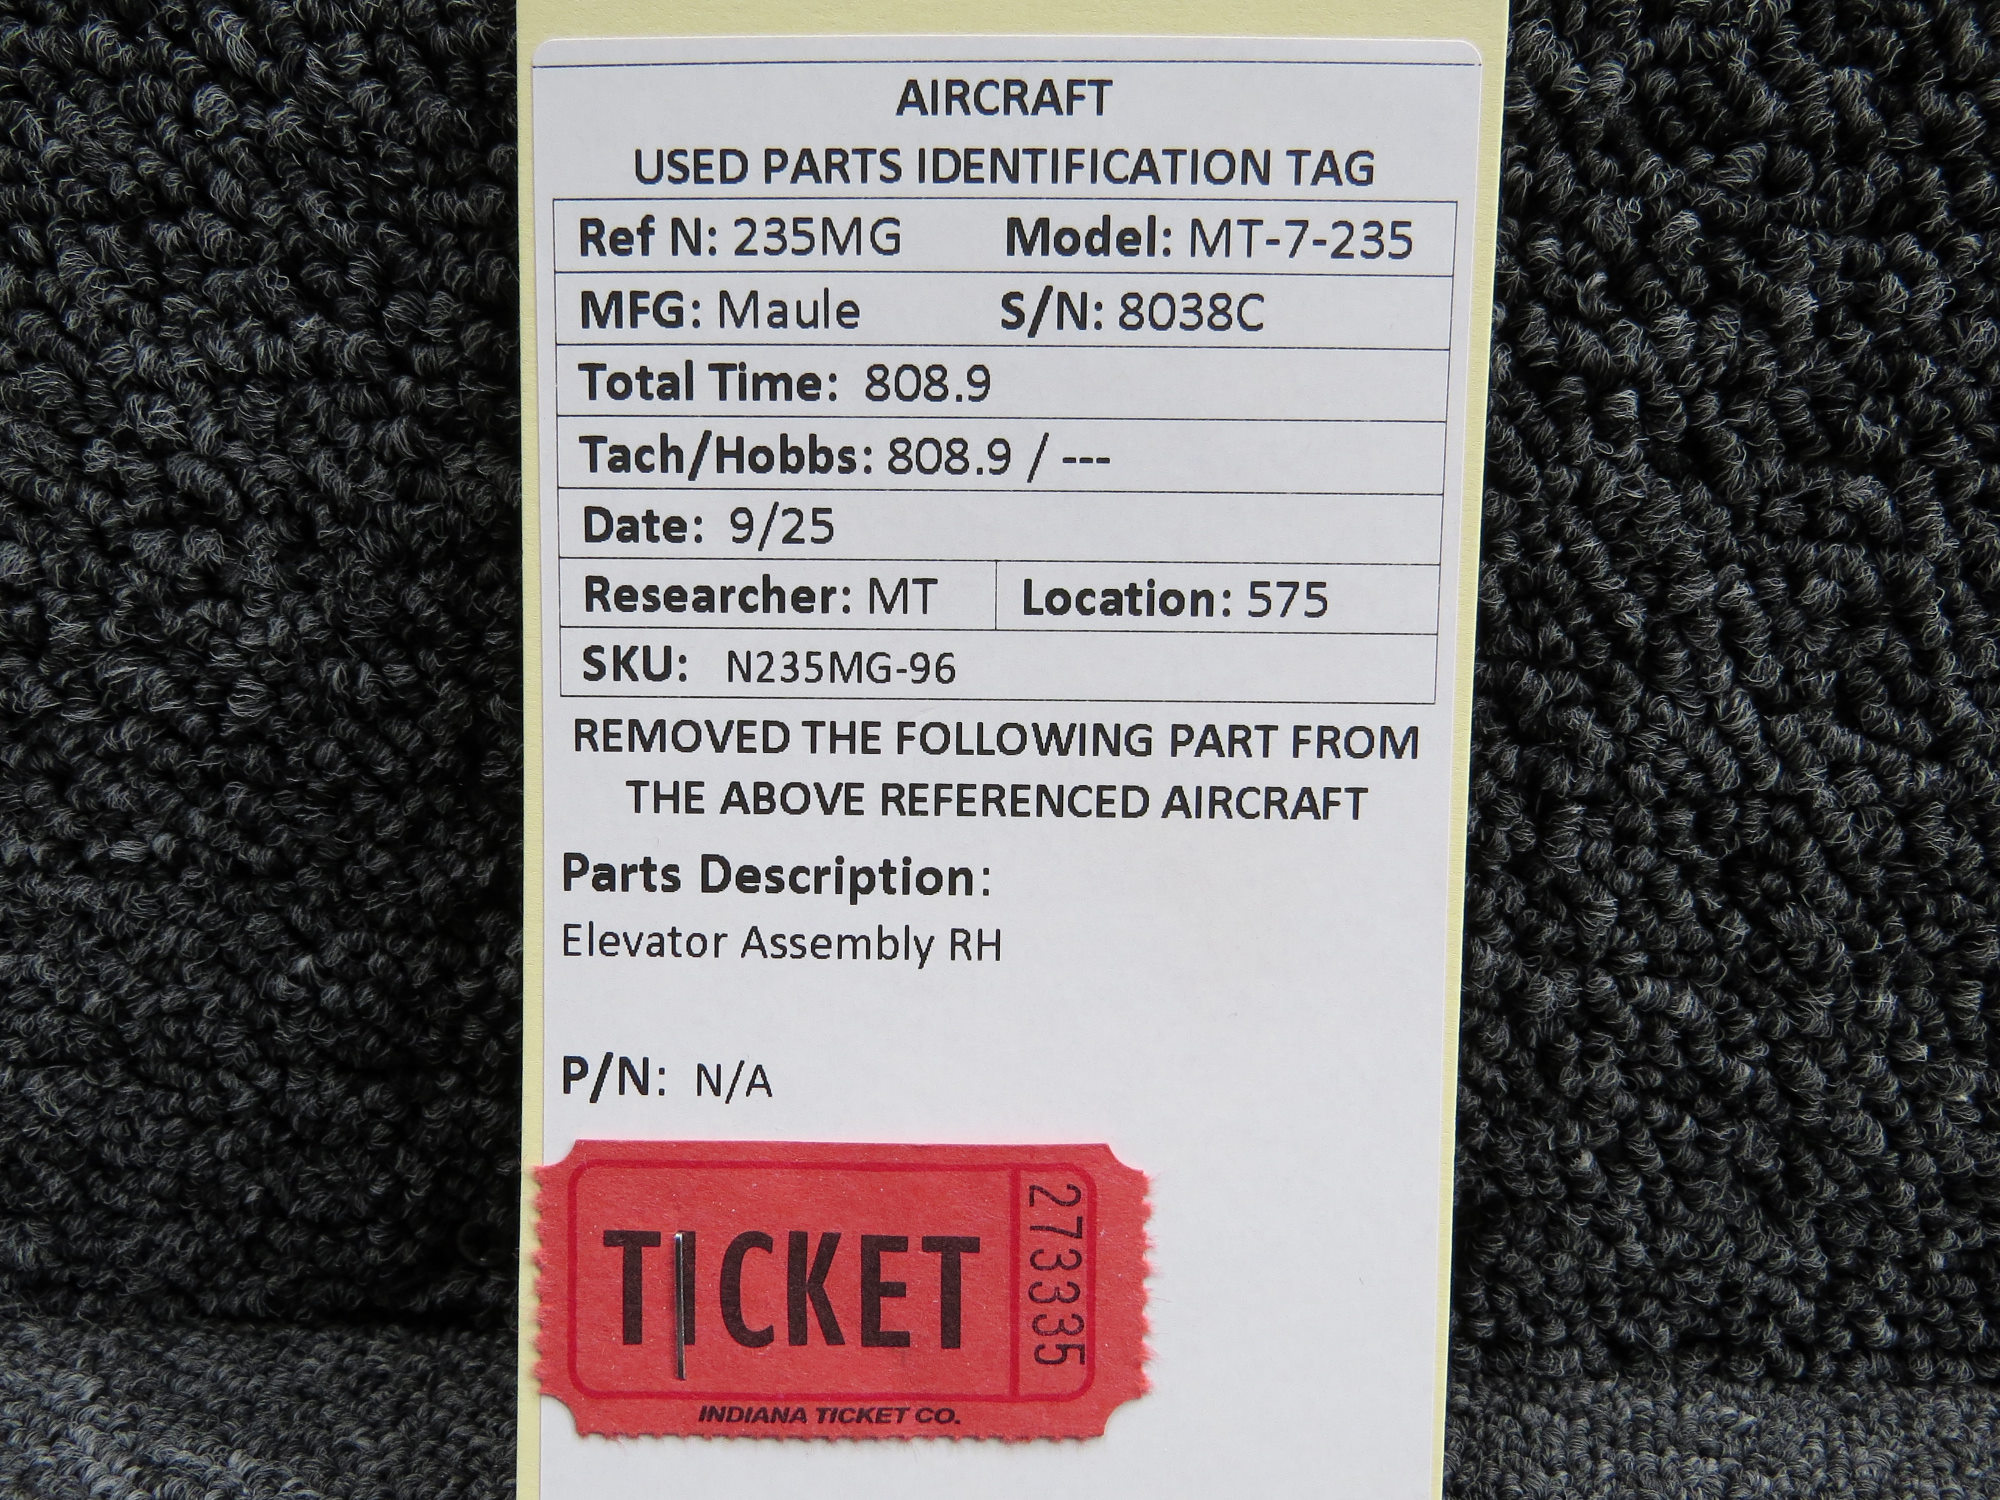 AIRCRAFT
USED PARTS IDENTIFICATION TAG
Ref N: 235MG Model: MT-7-235
MFG: Maule S/N: 8038C
Total Time: 808.9
Tach/Hobbs: 808.9 / ---
Date: 9/25
Researcher: MT Location: 575
SKU: N235MG-96
REMOVED THE FOLLOWING PART FROM
THE ABOVE REFERENCED AIRCRAFT
Parts Description:
Elevator Assembly RH
P/N: N/A
TICKET
273335
INDIANA TICKET CO.